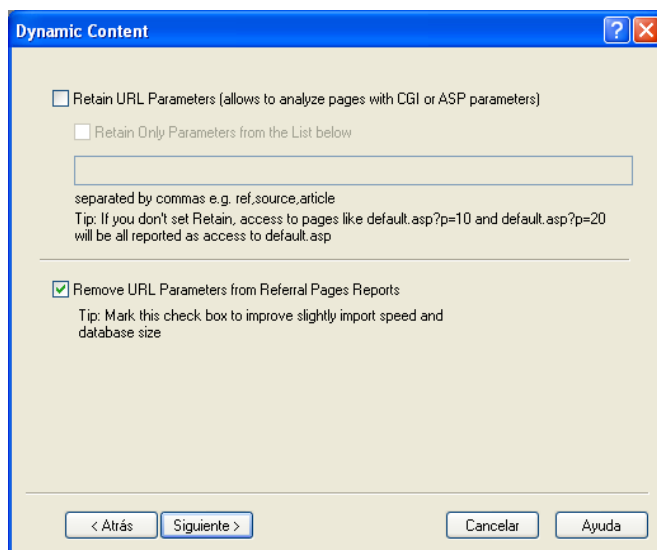 Dynamic Content
Retain URL Parameters (allows to analyze pages with CGI or ASP parameters)
Retain Only Parameters from the List below
separated by commas e.g. ref,source,article
Tip: If you don't set Retain, access to pages like default.asp?p=10 and default.asp?p=20
will be all reported as access to default.asp
Remove URL Parameters from Referral Pages Reports
Tip: Mark this check box to improve slightly import speed and
database size
< Atrás Siguiente > Cancelar Ayuda